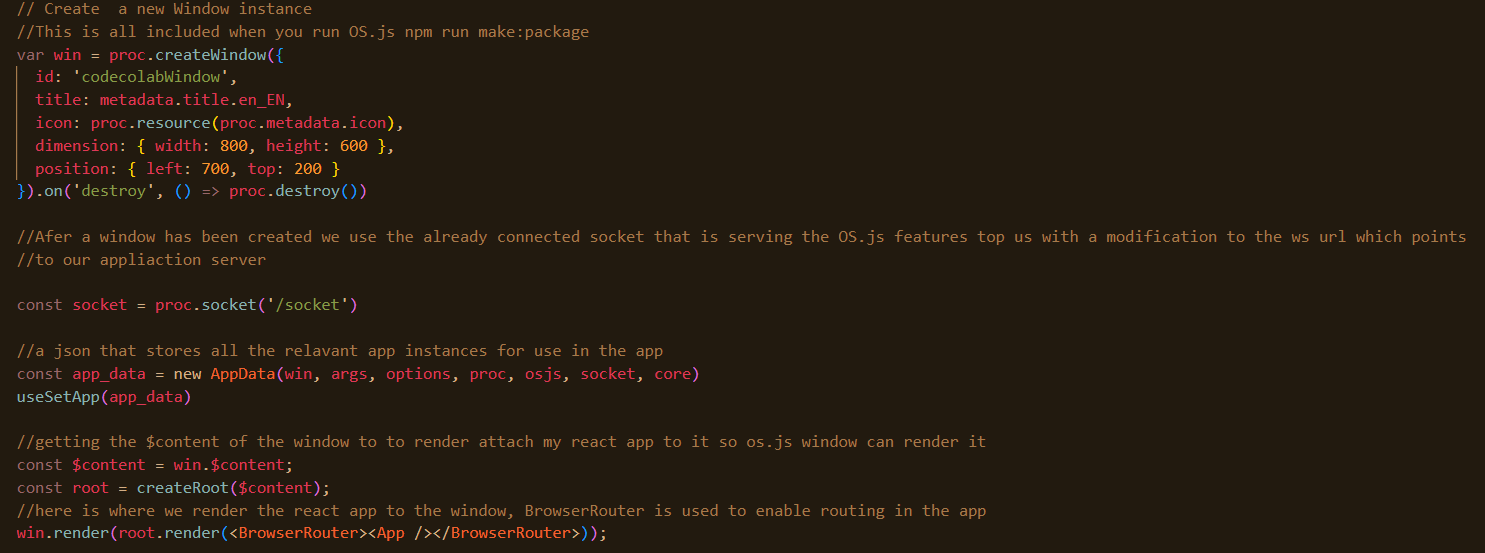 // Create  a new Window instance
//This is all included when you run OS.js npm run make:package
var win = proc.createWindow({
  id: 'codecolabWindow',
  title: metadata.title.en_EN,
  icon: proc.resource(proc.metadata.icon),
  dimension: { width: 800, height: 600 },
  position: { left: 700, top: 200 }
}).on('destroy', () => proc.destroy())
//Afer a window has been created we use the already connected socket that is serving the OS.js features top us with a modification to the ws url which points
//to our appliaction server
const socket = proc.socket('/socket')
//a json that stores all the relavant app instances for use in the app
const app_data = new AppData(win, args, options, proc, osjs, socket, core)
useSetApp(app_data)
//getting the $content of the window to to render attach my react app to it so os.js window can render it
const $content = win.$content;
const root = createRoot($content);
//here is where we render the react app to the window, BrowserRouter is used to enable routing in the app
win.render(root.render(<BrowserRouter><App /></BrowserRouter>));